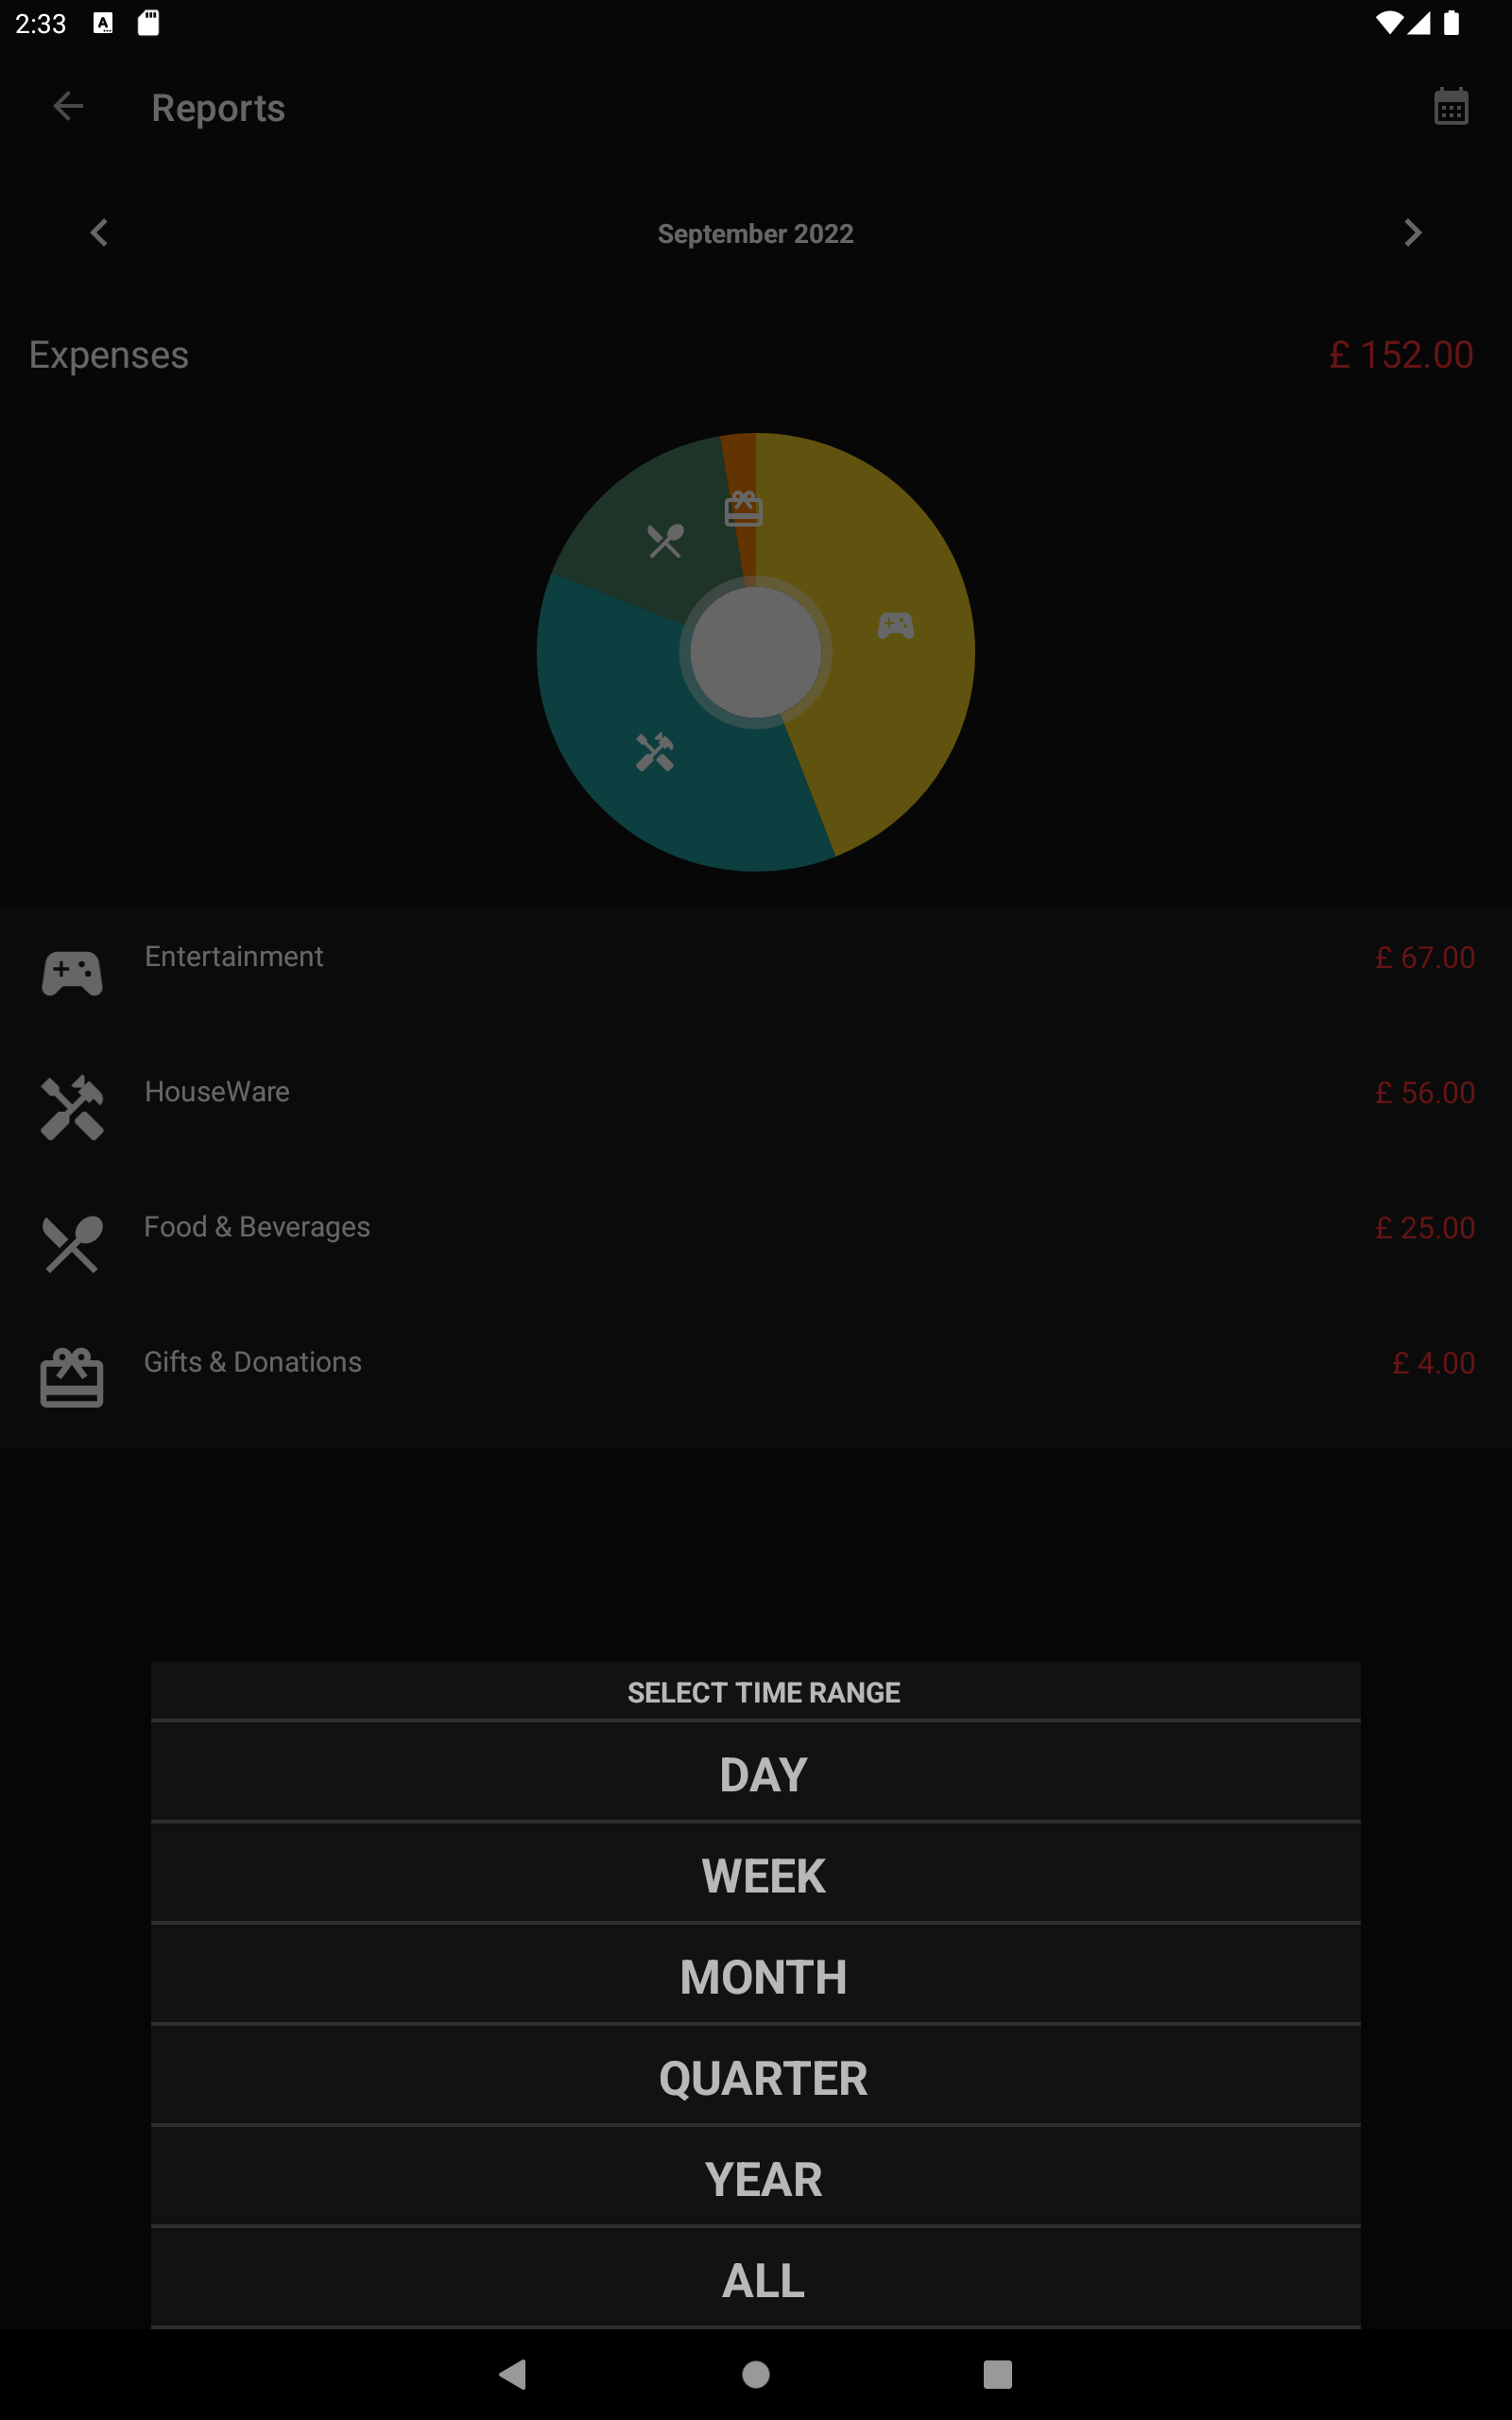 2:33
Reports
September 2022
Expenses
£ 152.00
Entertainment
£ 67.00
HouseWare
£ 56.00
Food & Beverages
£ 25.00
Gifts & Donations
£ 4.00
SELECT TIME RANGE
DAY
WEEK
MONTH
QUARTER
YEAR
ALL